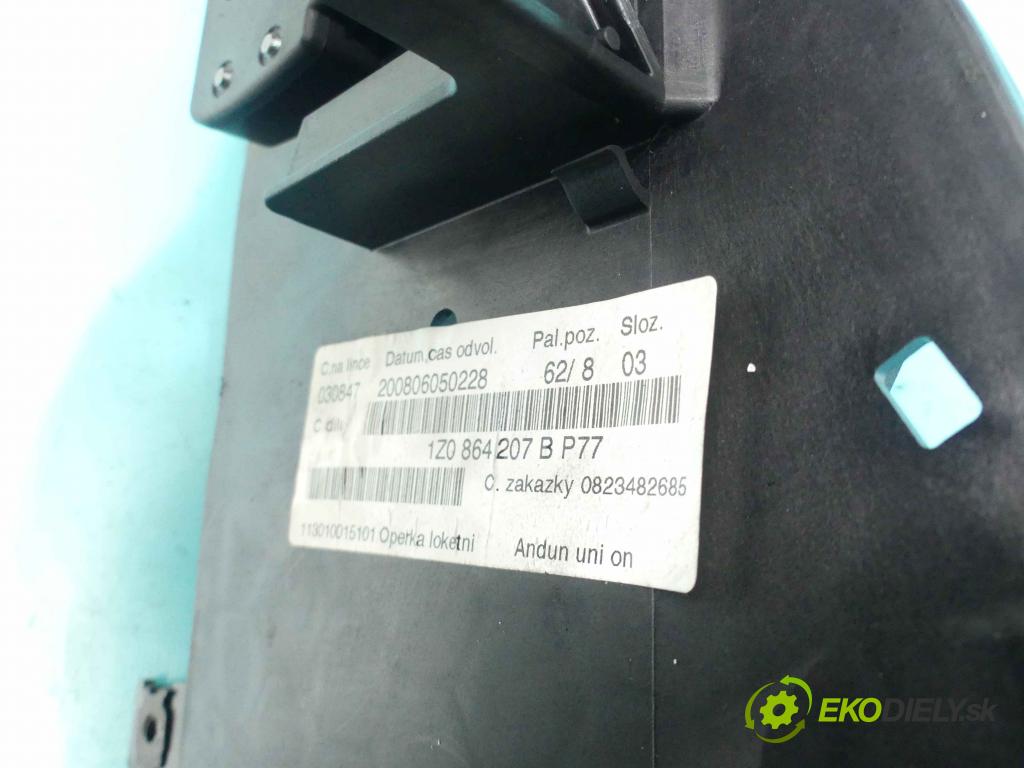 C.na lince Datum,cas odvol. Pal.poz. Sloz.
030847 200806050228 62/ 8 03
C dilu
1Z0 864 207 B P77
C. zakazky 0823482685
113010015101 Operka loketni Andun uni on
EKODIELY.sk